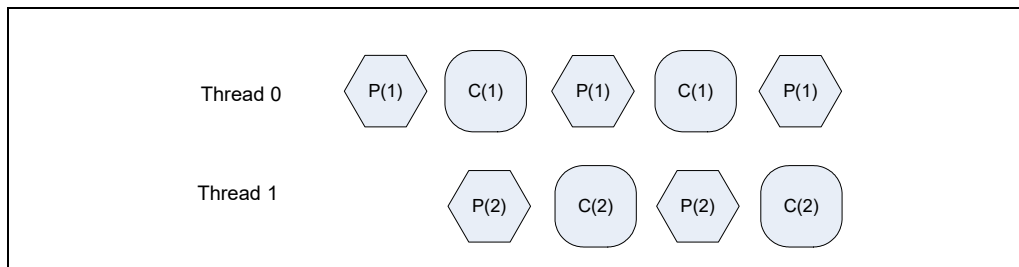 Thread 0 P(1) C(1) P(1) C(1) P(1)
Thread 1 P(2) C(2) P(2) C(2)